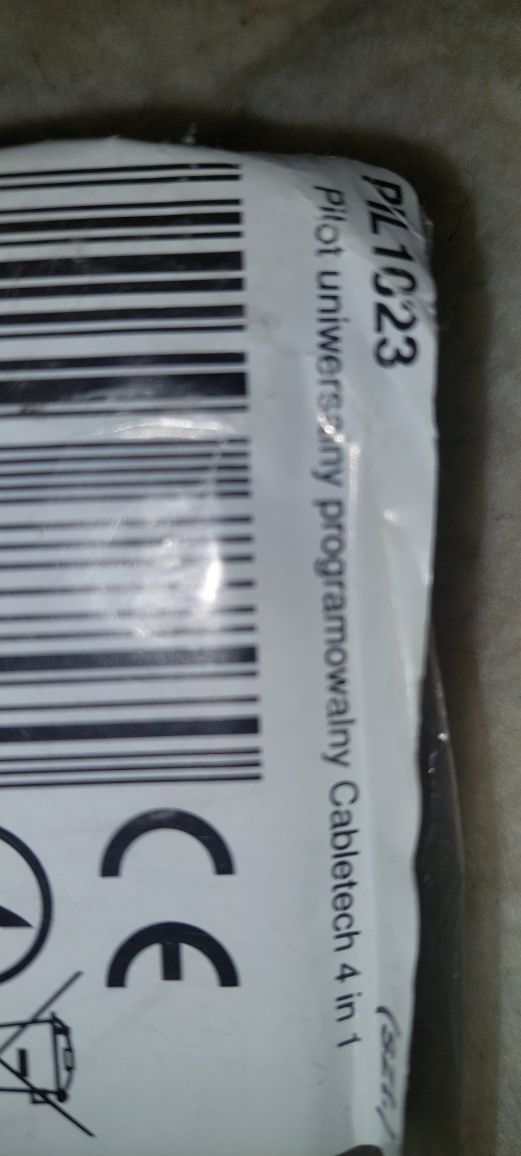 PIL1023
Pilot uniwersalny programowalny Cabletech 4 in 1
CE